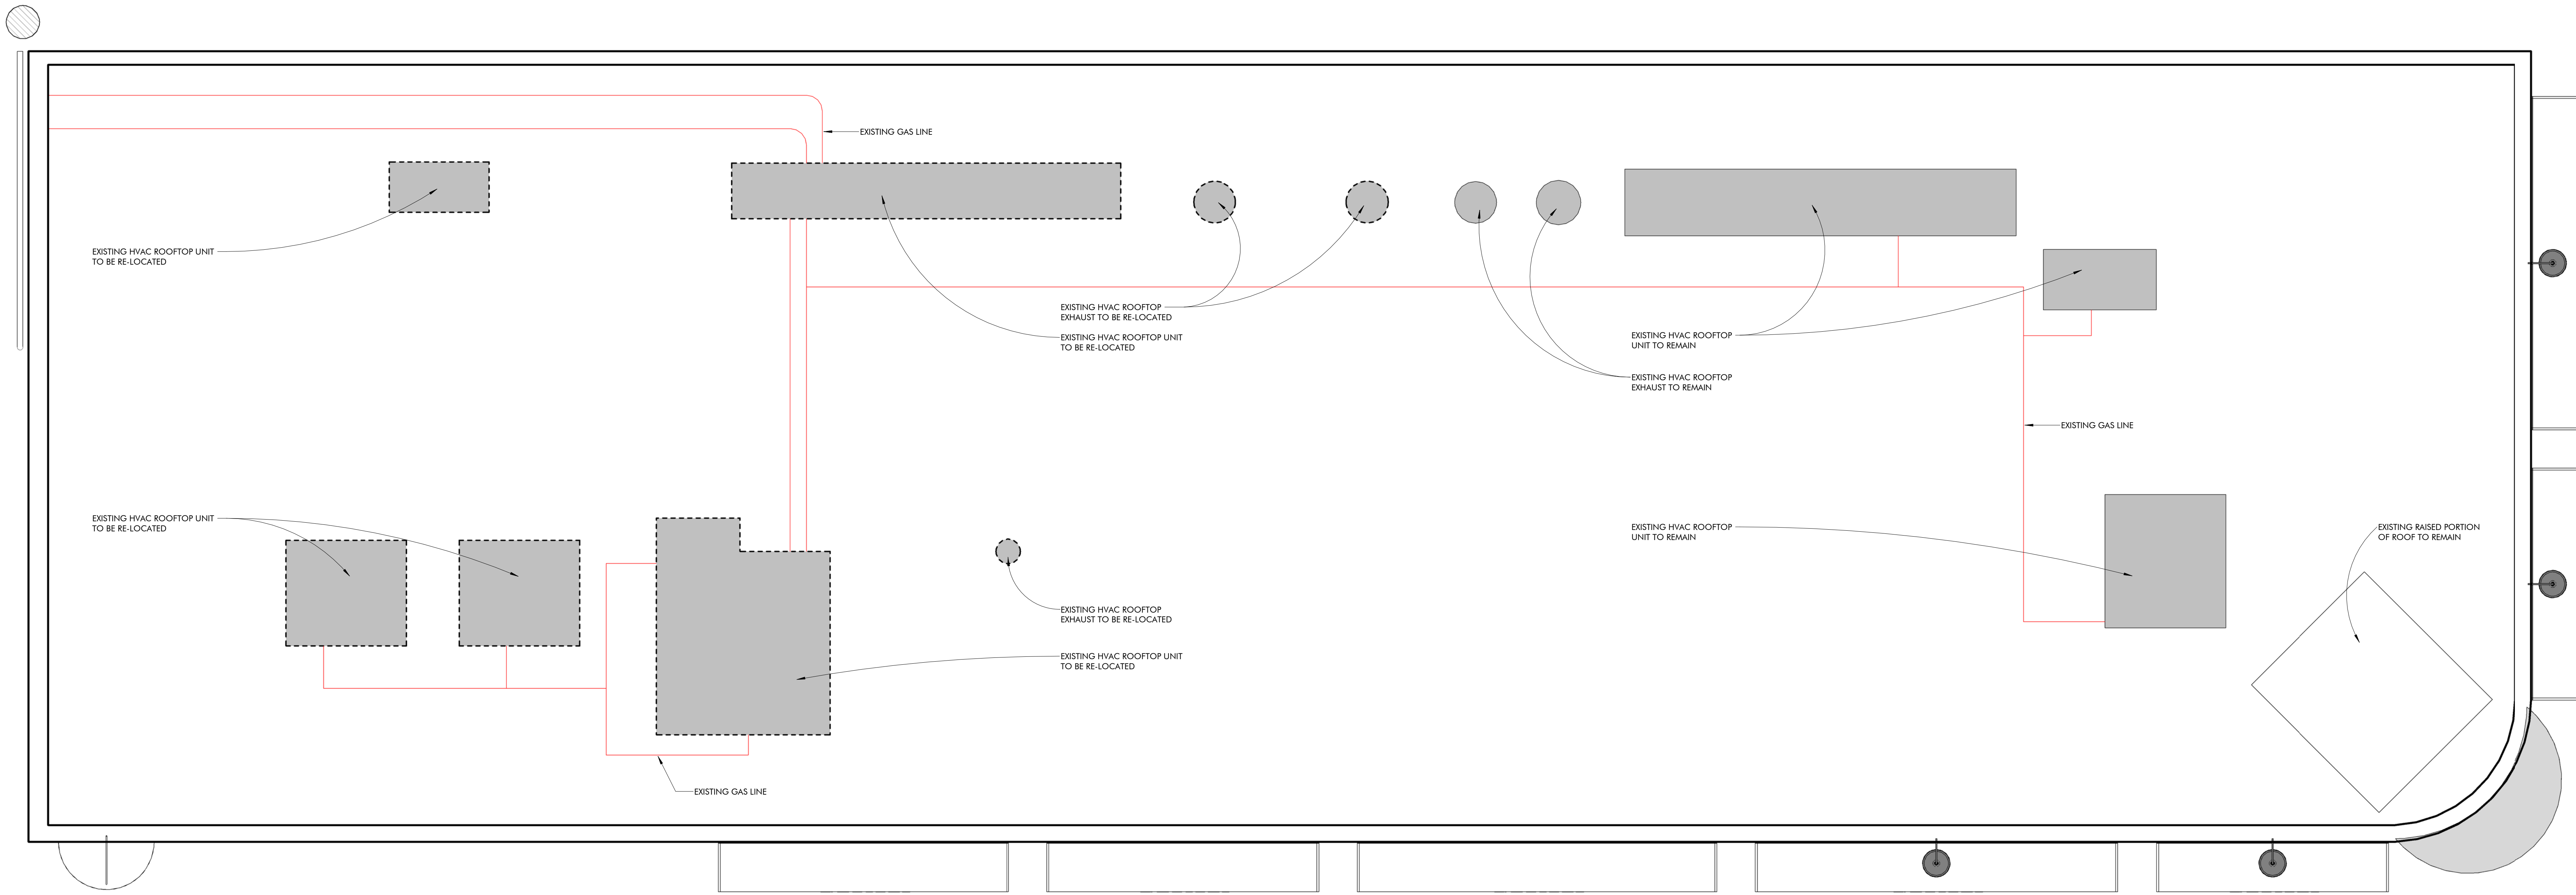 EXISTING GAS LINE
EXISTING HVAC ROOFTOP UNIT
TO BE RE-LOCATED
EXISTING HVAC ROOFTOP
EXHAUST TO BE RE-LOCATED
EXISTING HVAC ROOFTOP UNIT
TO BE RE-LOCATED
EXISTING HVAC ROOFTOP
UNIT TO REMAIN
EXISTING HVAC ROOFTOP
EXHAUST TO REMAIN
EXISTING GAS LINE
EXISTING HVAC ROOFTOP UNIT
TO BE RE-LOCATED
EXISTING HVAC ROOFTOP
UNIT TO REMAIN
EXISTING RAISED PORTION
OF ROOF TO REMAIN
EXISTING HVAC ROOFTOP
EXHAUST TO BE RE-LOCATED
EXISTING HVAC ROOFTOP UNIT
TO BE RE-LOCATED
EXISTING GAS LINE